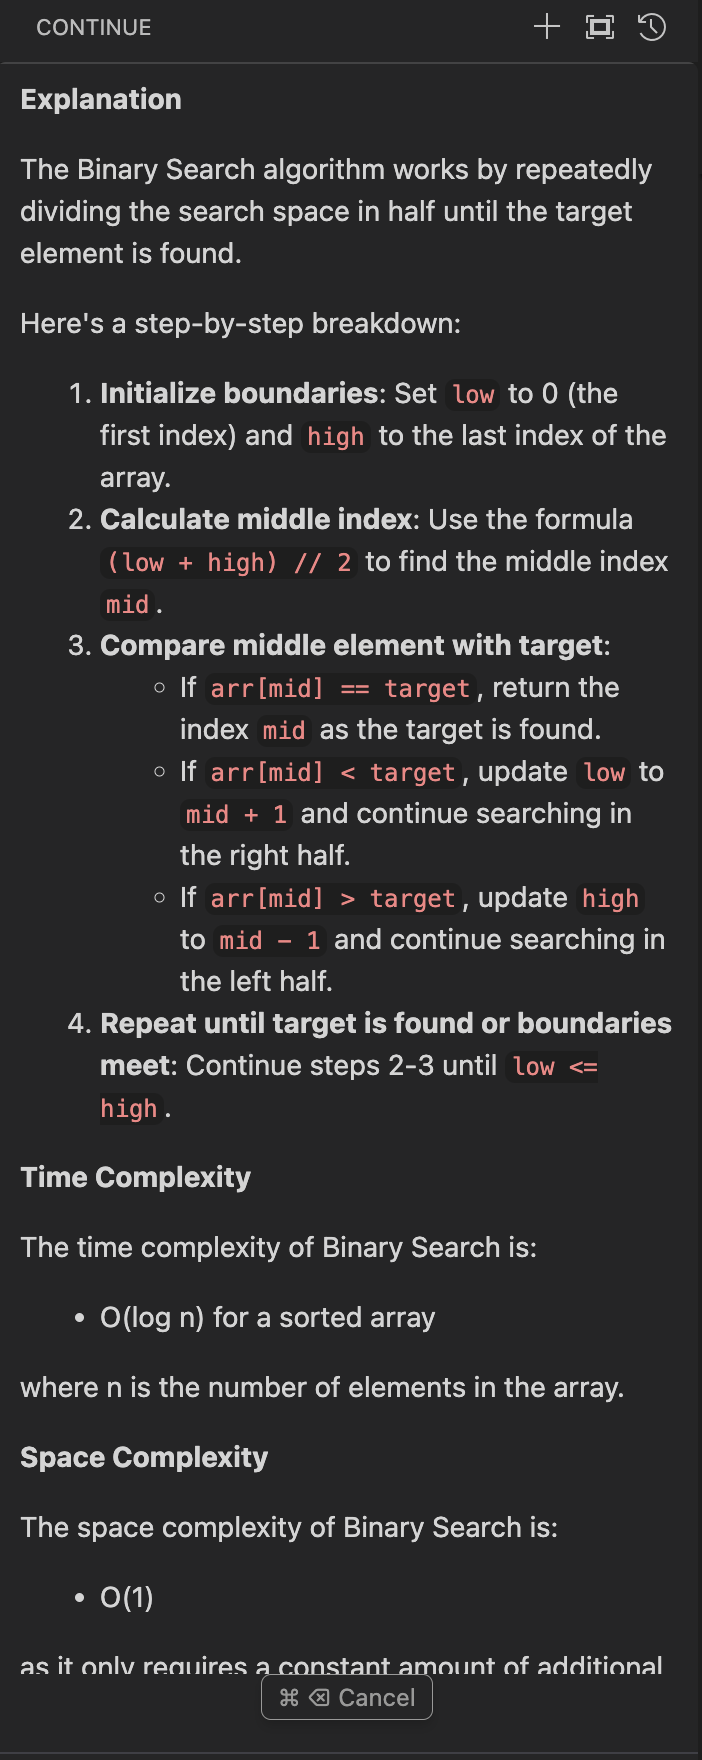 CONTINUE
Explanation
The Binary Search algorithm works by repeatedly
dividing the search space in half until the target
element is found.
Here's a step-by-step breakdown:
1. Initialize boundaries: Set low to 0 (the
first index) and high to the last index of the
array.
2. Calculate middle index: Use the formula
(low + high) // 2 to find the middle index
mid.
3. Compare middle element with target:
○ If arr[mid] == target, return the
index mid as the target is found.
○ If arr[mid] < target, update low to
mid + 1 and continue searching in
the right half.
○ If arr[mid] > target, update high
to mid - 1 and continue searching in
the left half.
4. Repeat until target is found or boundaries
meet: Continue steps 2-3 until low <=
high.
Time Complexity
The time complexity of Binary Search is:
• O(log n) for a sorted array
where n is the number of elements in the array.
Space Complexity
The space complexity of Binary Search is:
• O(1)
as it only requires a constant amount of additional
⌘ ⌫ Cancel